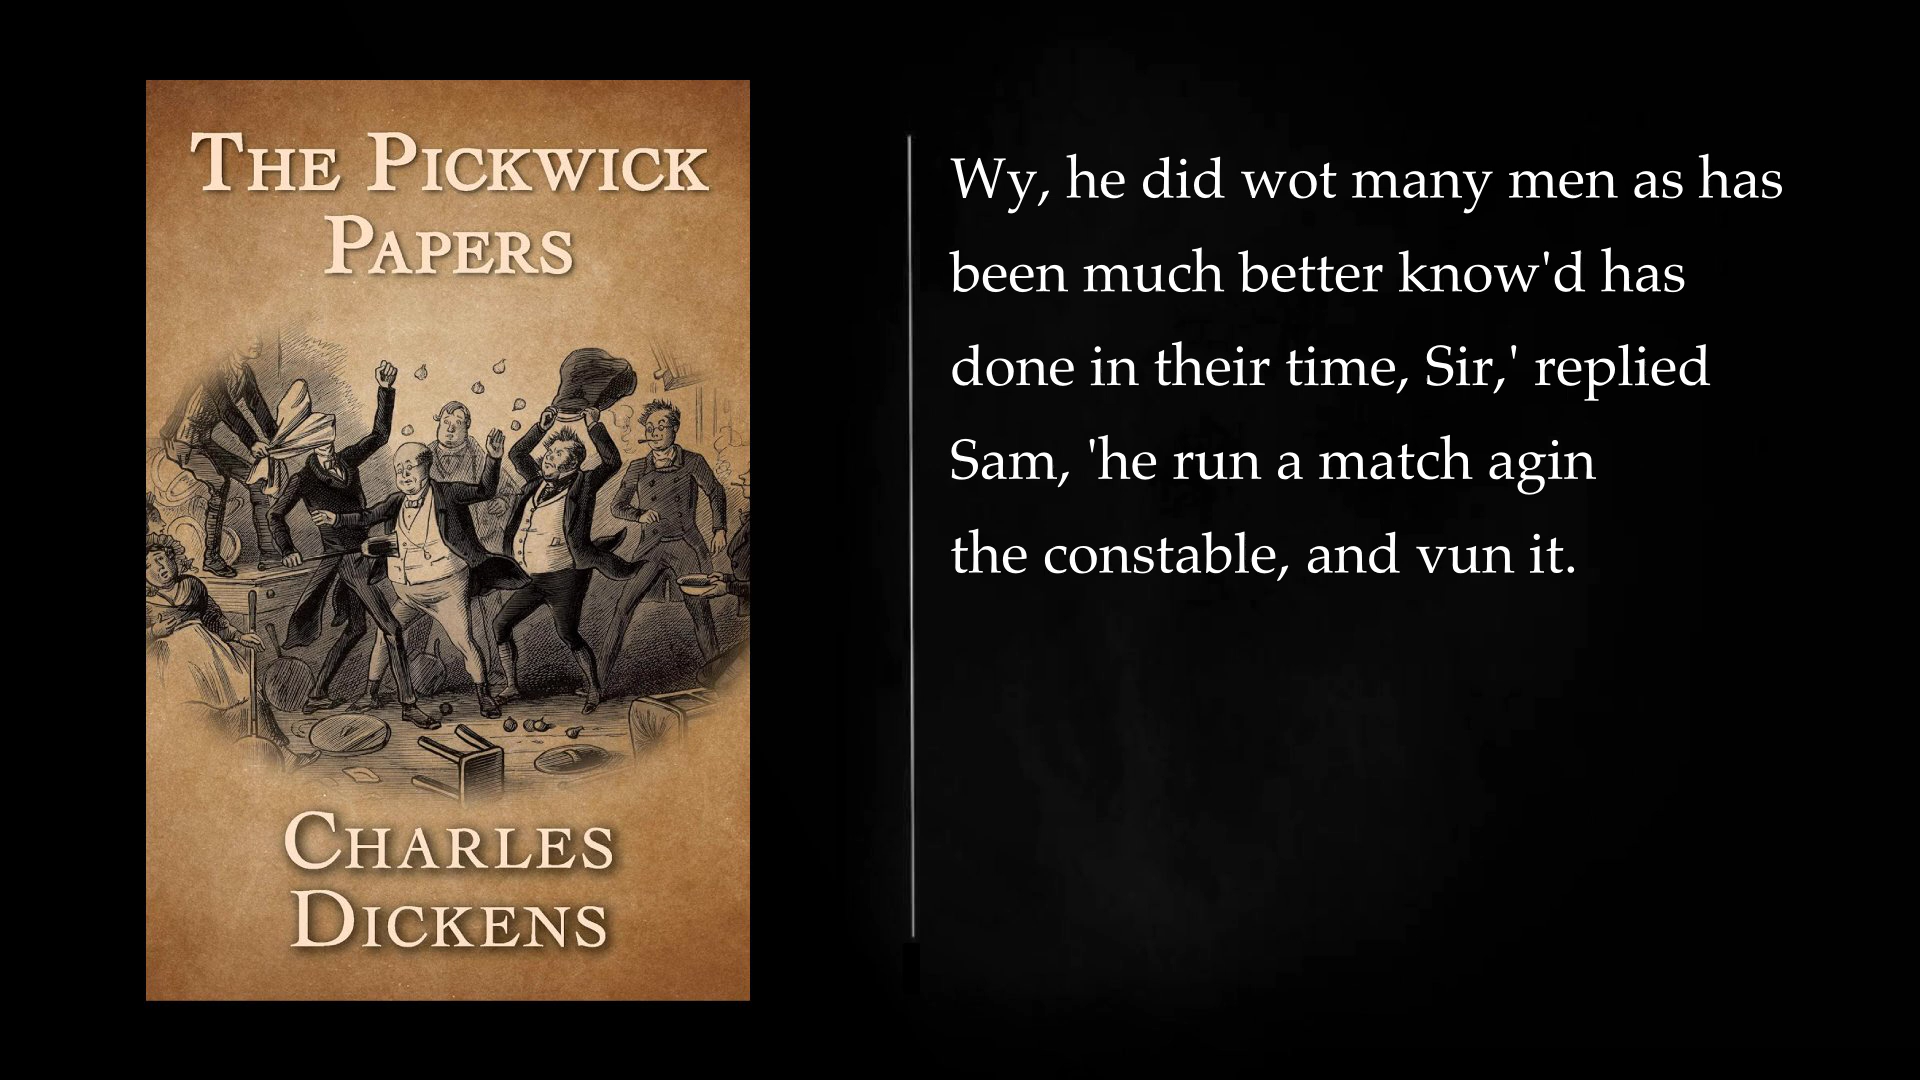 THE PICKWICK
PAPERS
CHARLES
DICKENS
Wy, he did wot many men as has
been much better know'd has
done in their time, Sir,' replied
Sam, 'he run a match agin
the constable, and vun it.